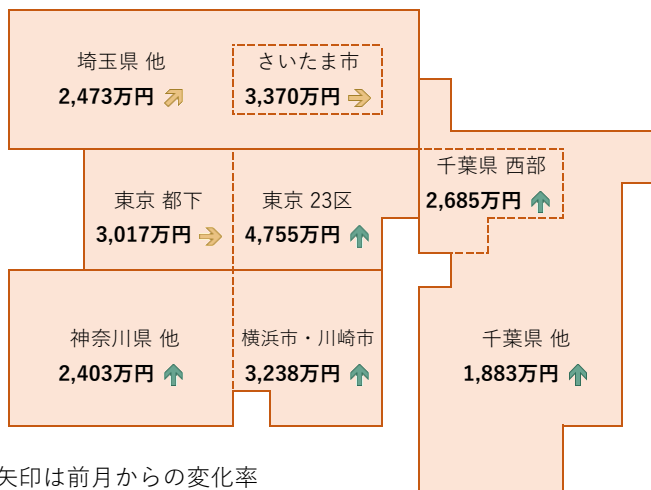 埼玉県 他
2,473万円
さいたま市
3,370万円
千葉県 西部
2,685万円
東京 都下
3,017万円
東京 23区
4,755万円
神奈川県 他
2,403万円
横浜市・川崎市
3,238万円
千葉県 他
1,883万円
矢印は前月からの変化率